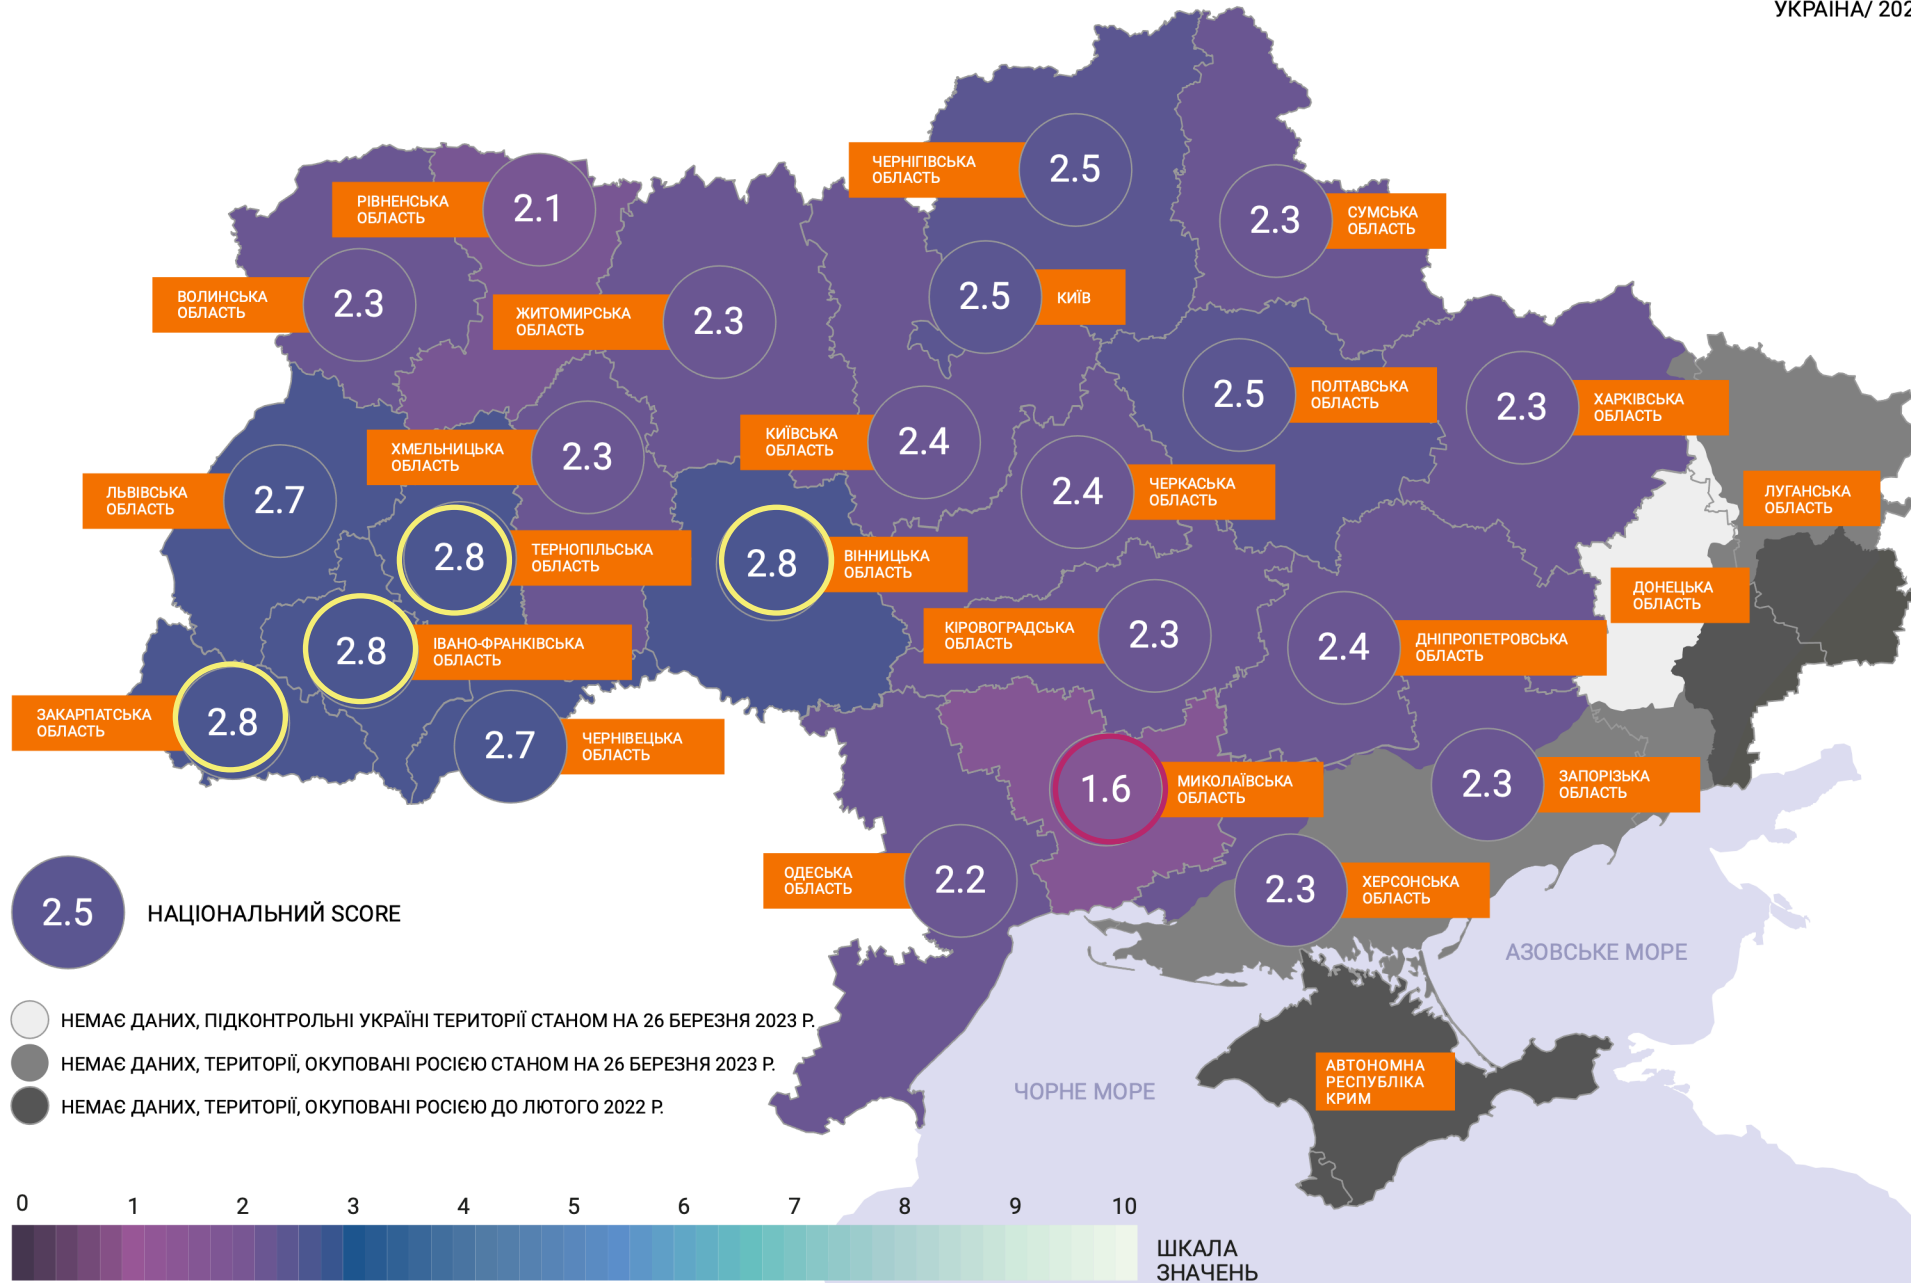 УКРАЇНА/ 202
ЧЕРНІГІВСЬКА
ОБЛАСТЬ
2.5
РІВНЕНСЬКА
ОБЛАСТЬ
2.1
2.3
СУМСЬКА
ОБЛАСТЬ
ВОЛИНСЬКА
ОБЛАСТЬ
2.3
ЖИТОМИРСЬКА
ОБЛАСТЬ
2.3
2.5
КИЇВ
2.5
ПОЛТАВСЬКА
ОБЛАСТЬ
2.3
ХАРКІВСЬКА
ОБЛАСТЬ
ХМЕЛЬНИЦЬКА
ОБЛАСТЬ
2.3
КИЇВСЬКА
ОБЛАСТЬ
2.4
2.4
ЧЕРКАСЬКА
ОБЛАСТЬ
ЛУГАНСЬКА
ОБЛАСТЬ
ЛЬВІВСЬКА
ОБЛАСТЬ
2.7
2.8
ТЕРНОПІЛЬСЬКА
ОБЛАСТЬ
2.8
ВІННИЦЬКА
ОБЛАСТЬ
ДОНЕЦЬКА
ОБЛАСТЬ
2.8
ІВАНО-ФРАНКІВСЬКА
ОБЛАСТЬ
КІРОВОГРАДСЬКА
ОБЛАСТЬ
2.3
2.4
ДНІПРОПЕТРОВСЬКА
ОБЛАСТЬ
ЗАКАРПАТСЬКА
ОБЛАСТЬ
2.8
2.7
ЧЕРНІВЕЦЬКА
ОБЛАСТЬ
1.6
МИКОЛАЇВСЬКА
ОБЛАСТЬ
2.3
ЗАПОРІЗЬКА
ОБЛАСТЬ
ОДЕСЬКА
ОБЛАСТЬ
2.2
2.3
ХЕРСОНСЬКА
ОБЛАСТЬ
2.5
НАЦІОНАЛЬНИЙ SCORE
АЗОВСЬКЕ МОРЕ
НЕМАЄ ДАНИХ, ПІДКОНТРОЛЬНІ УКРАЇНІ ТЕРИТОРІЇ СТАНОМ НА 26 БЕРЕЗНЯ 2023 Р.
НЕМАЄ ДАНИХ, ТЕРИТОРІЇ, ОКУПОВАНІ РОСІЄЮ СТАНОМ НА 26 БЕРЕЗНЯ 2023 Р.
НЕМАЄ ДАНИХ, ТЕРИТОРІЇ, ОКУПОВАНІ РОСІЄЮ ДО ЛЮТОГО 2022 Р.
ЧОРНЕ МОРЕ
АВТОНОМНА
РЕСПУБЛІКА
КРИМ
0 1 2 3 4 5 6 7 8 9 10
ШКАЛА
ЗНАЧЕНЬ